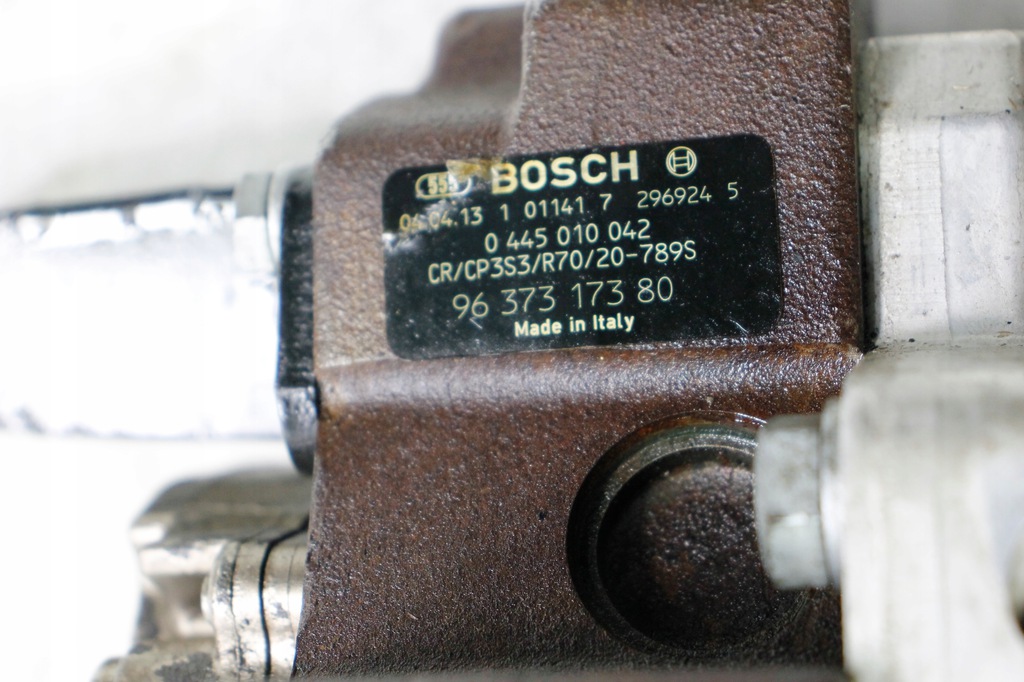 555 BOSCH
04.04.13 1 01141 7 296924 5
0 445 010 042
CR/CP3S3/R70/20-789S
96 373 173 80
Made in Italy